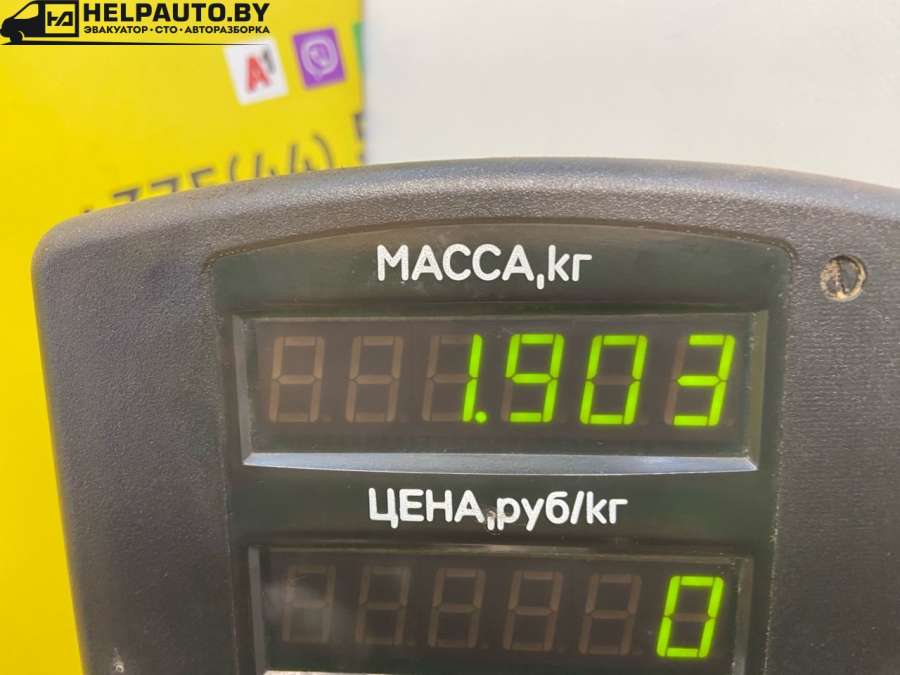 HELPAUTO.BY
ЭВАКУАТОР · СТО · АВТОРАЗБОРКА
МАССА,кг
1.903
ЦЕНА,руб/кг
0